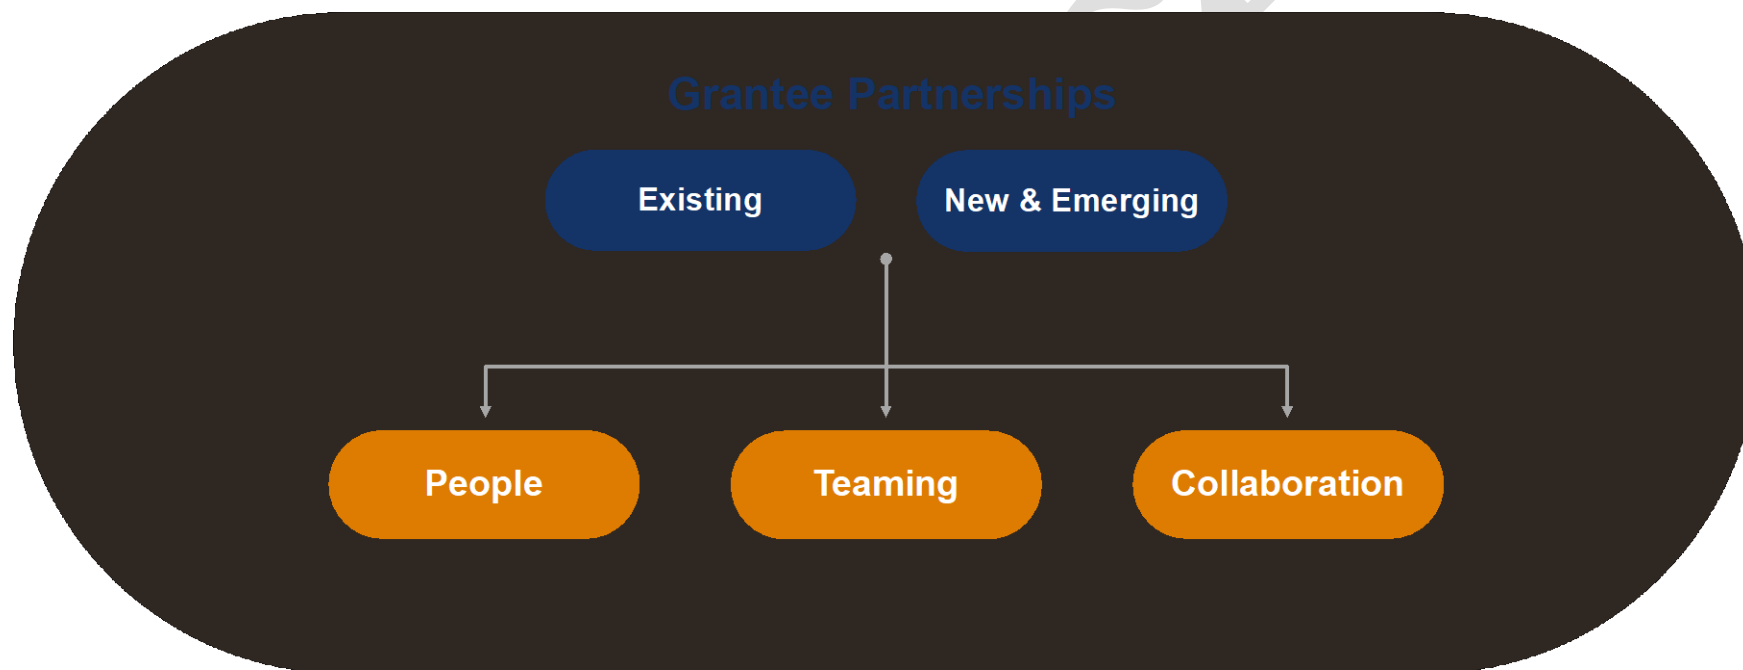 Grantee Partnerships
Existing
New & Emerging
People
Teaming
Collaboration